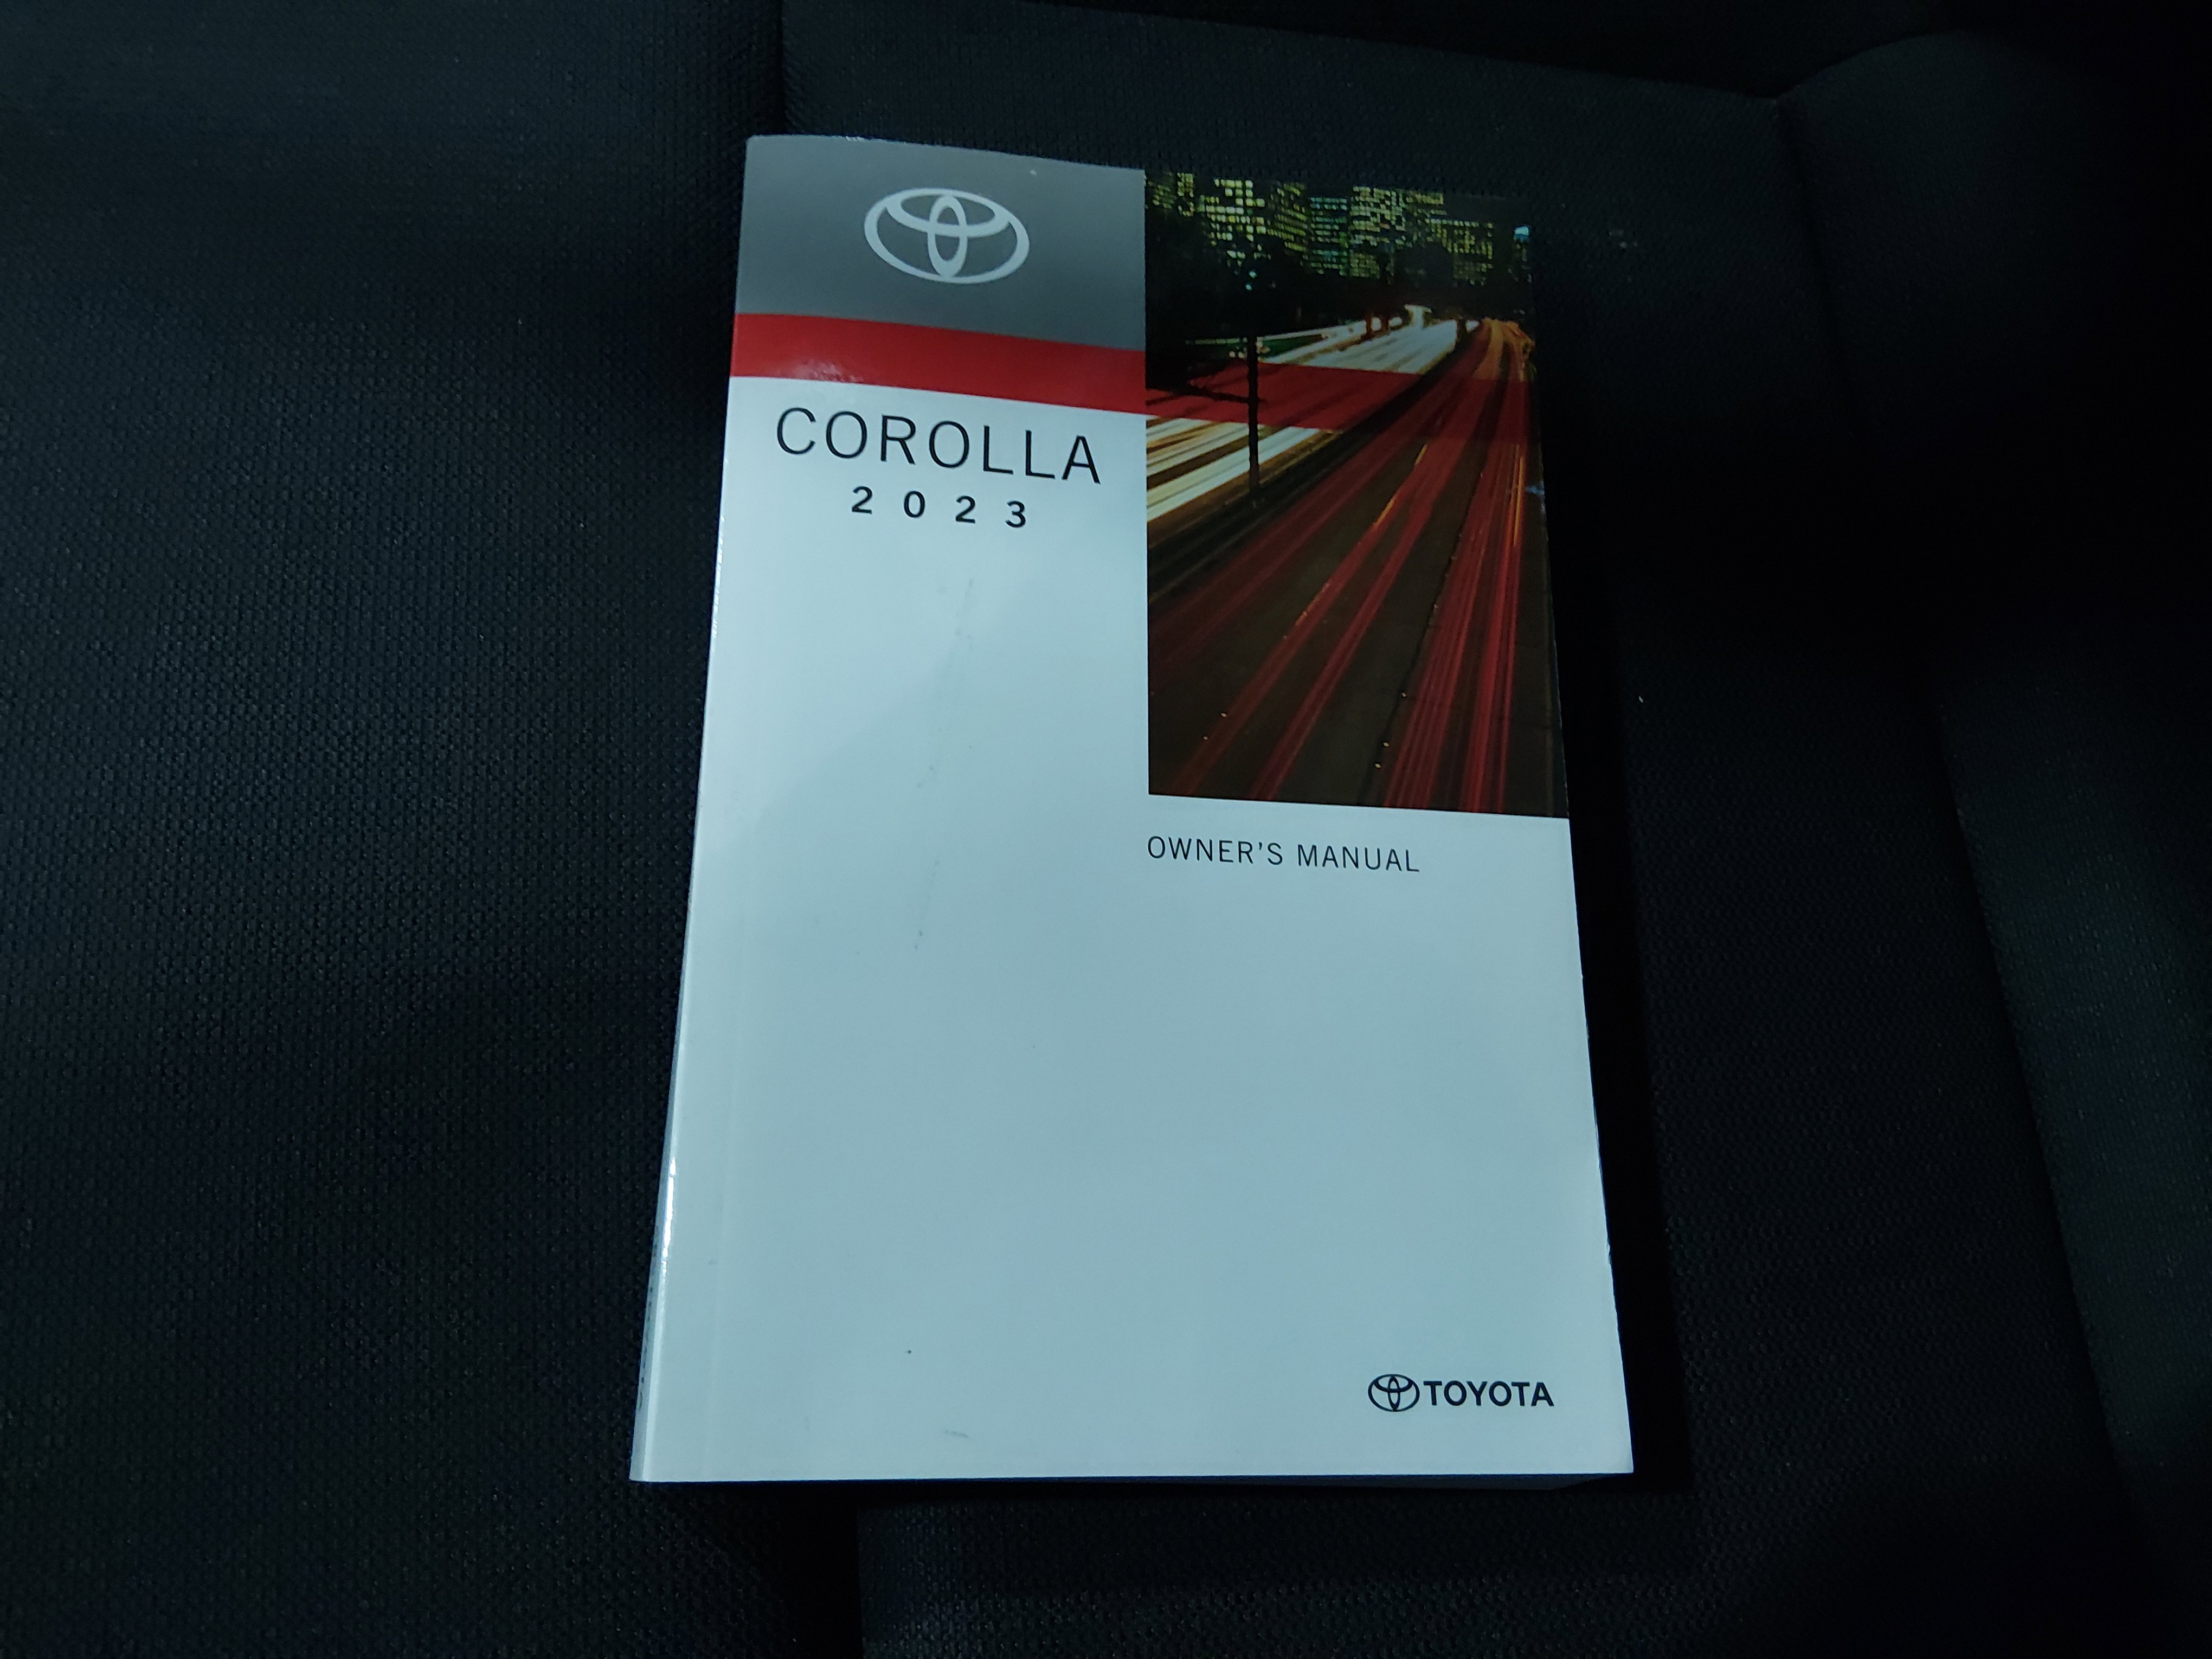 COROLLA
2023
OWNER'S MANUAL
TOYOTA